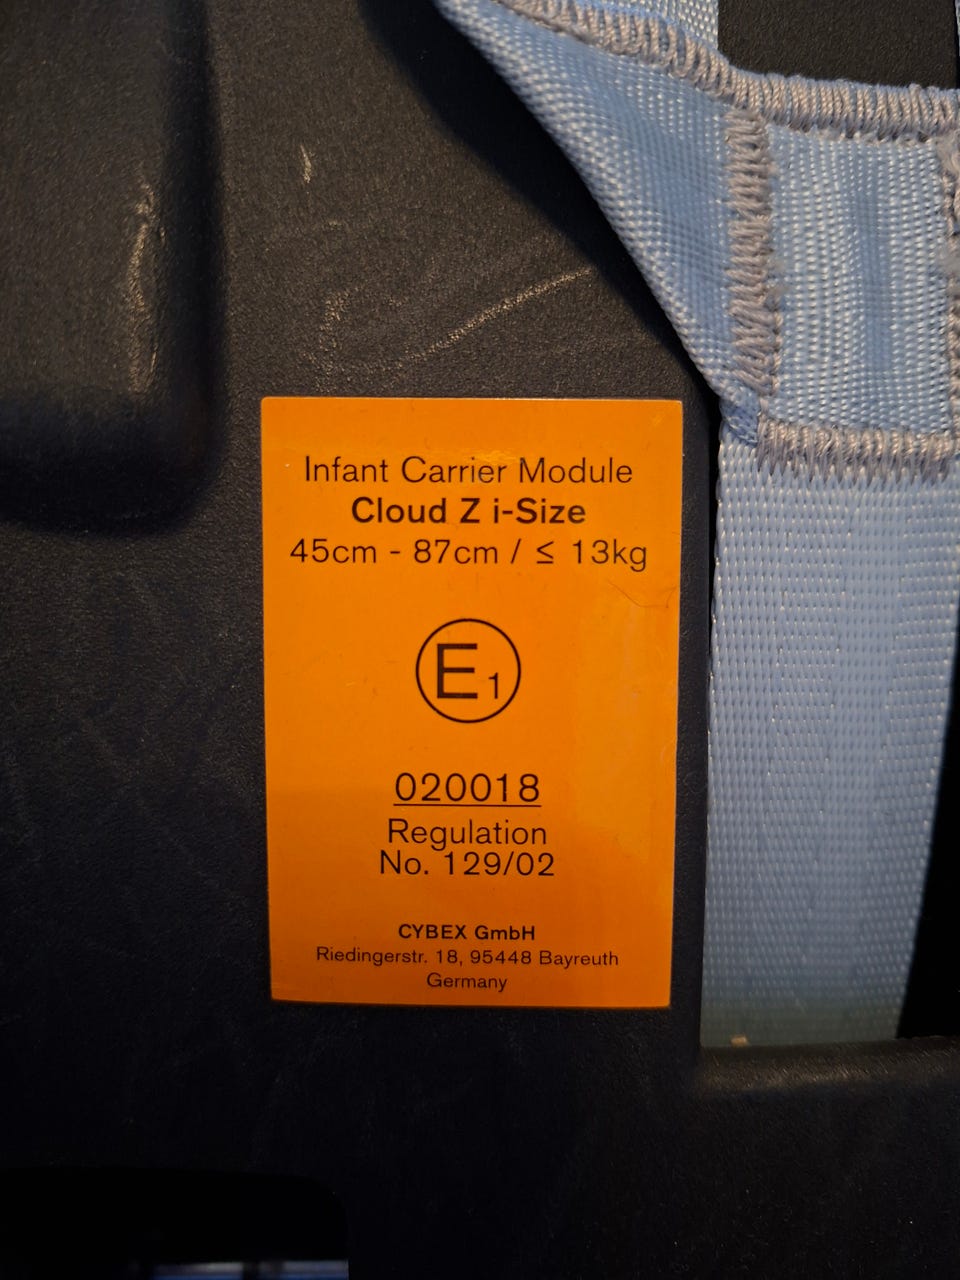 Infant Carrier Module
Cloud Z i-Size
45cm - 87cm / ≤ 13kg
E1
020018
Regulation
No. 129/02
CYBEX GmbH
Riedingerstr. 18, 95448 Bayreuth
Germany